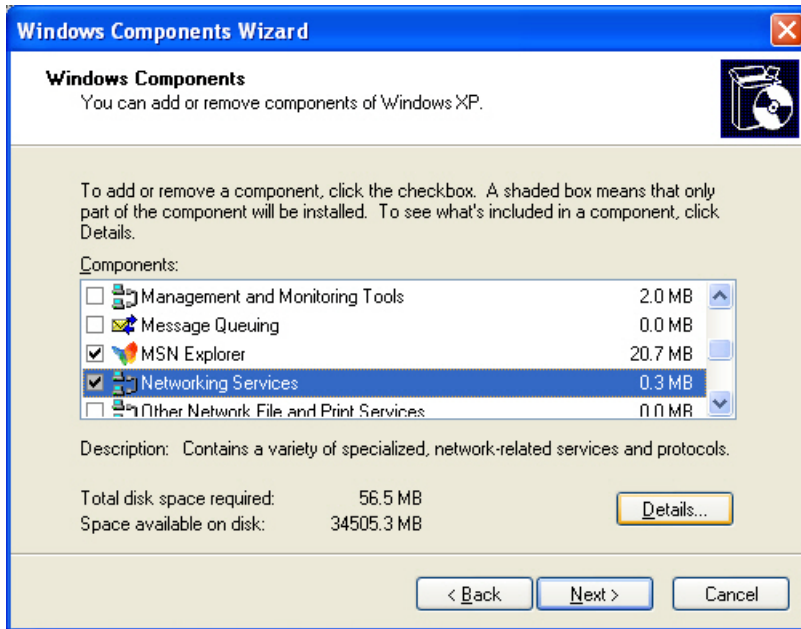 Windows Components Wizard
Windows Components
You can add or remove components of Windows XP.
To add or remove a component, click the checkbox. A shaded box means that only
part of the component will be installed. To see what's included in a component, click
Details.
Components:
Management and Monitoring Tools 2.0 MB
Message Queuing 0.0 MB
MSN Explorer 20.7 MB
Networking Services 0.3 MB
Other Network File and Print Services 0.0 MB
Description: Contains a variety of specialized, network-related services and protocols.
Total disk space required: 56.5 MB
Space available on disk: 34505.3 MB
Details...
< Back Next > Cancel